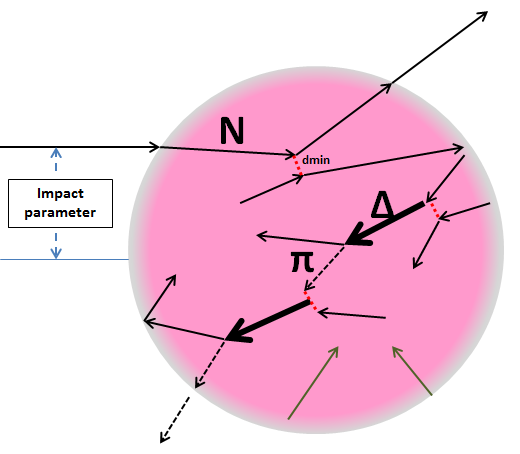 N
dmin
Impact
parameter
Δ
π